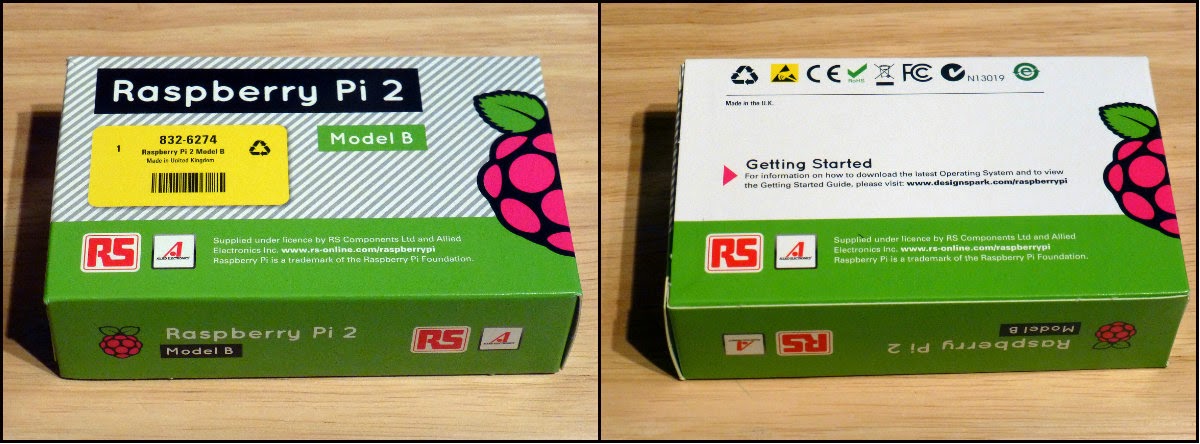 Raspberry Pi 2
Model B
1
832-6274
Raspberry Pi 2 Model B
Made in United Kingdom
RS
A
ALLIED ELECTRONICS
Supplied under licence by RS Components Ltd and Allied
Electronics Inc. www.rs-online.com/raspberrypi
Raspberry Pi is a trademark of the Raspberry Pi Foundation.
Raspberry Pi 2
Model B
RS
A
CE
RoHS
FC
N13019
e
Made in the U.K.
Getting Started
For information on how to download the latest Operating System and to view
the Getting Started Guide, please visit: www.designspark.com/raspberrypi
RS
A
ALLIED ELECTRONICS
Supplied under licence by RS Components Ltd and Allied
Electronics Inc. www.rs-online.com/raspberrypi
Raspberry Pi is a trademark of the Raspberry Pi Foundation.
Raspberry Pi 2
Model B
RS
A